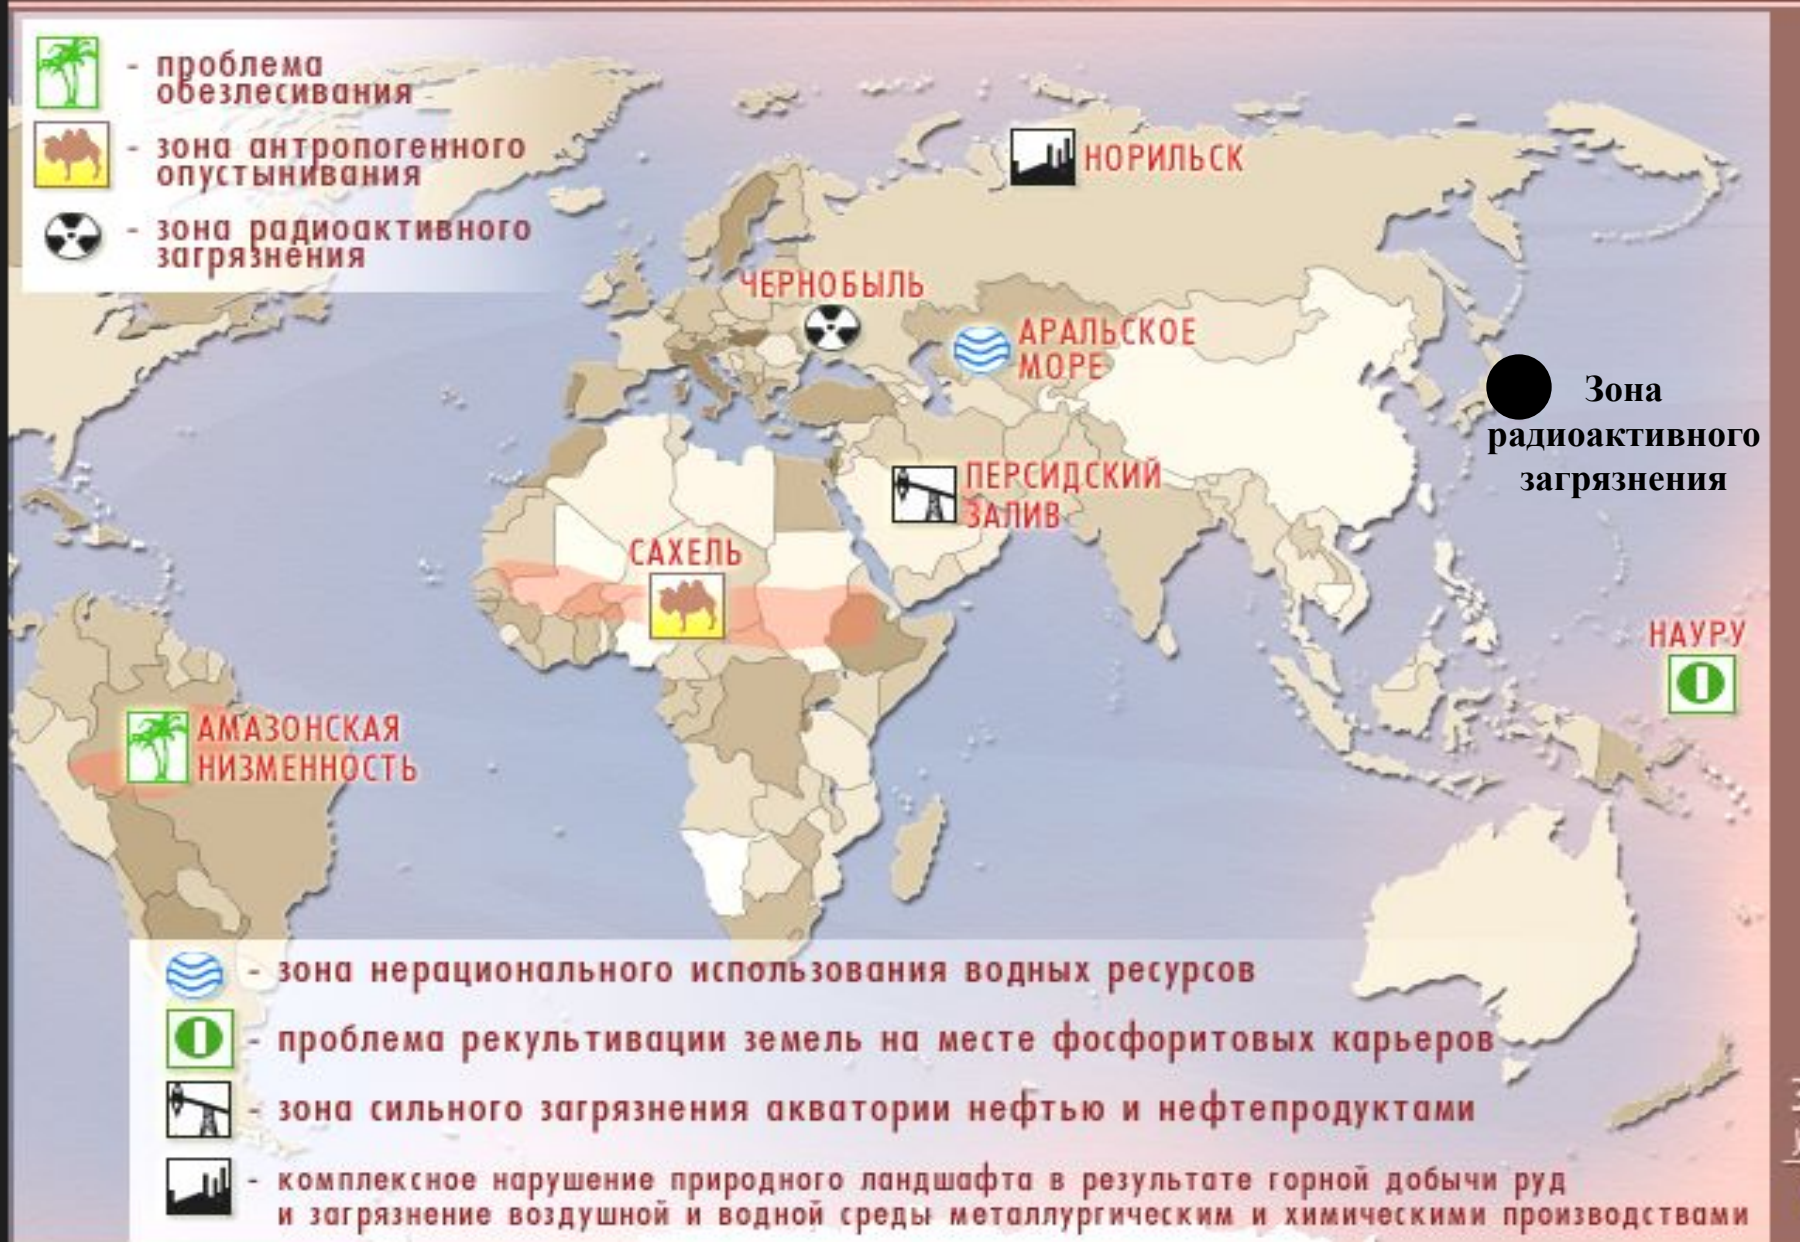 - проблема
обезлесивания
- зона антропогенного
опустынивания
- зона радиоактивного
загрязнения
НОРИЛЬСК
ЧЕРНОБЫЛЬ
АРАЛЬСКОЕ
МОРЕ
Зона
радиоактивного
загрязнения
ПЕРСИДСКИЙ
ЗАЛИВ
САХЕЛЬ
НАУРУ
АМАЗОНСКАЯ
НИЗМЕННОСТЬ
- зона нерационального использования водных ресурсов
- проблема рекультивации земель на месте фосфоритовых карьеров
- зона сильного загрязнения акватории нефтью и нефтепродуктами
- комплексное нарушение природного ландшафта в результате горной добычи руд
и загрязнение воздушной и водной среды металлургическим и химическими производствами